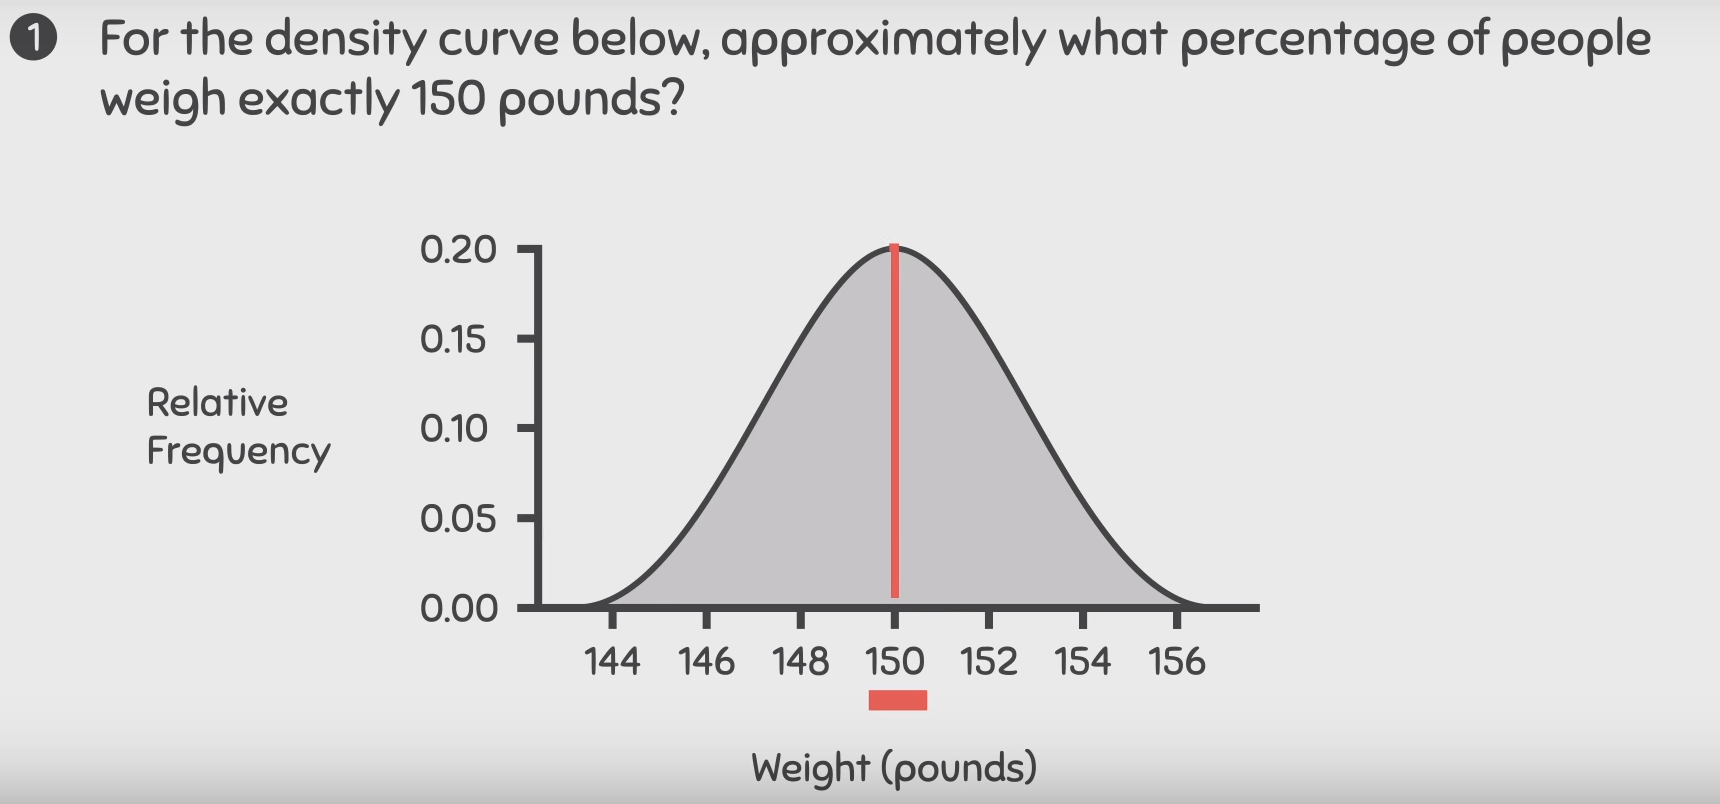 1 For the density curve below, approximately what percentage of people
weigh exactly 150 pounds?
0.20
0.15
Relative
0.10
Frequency
0.05
0.00
144 146 148 150 152 154 156
Weight (pounds)